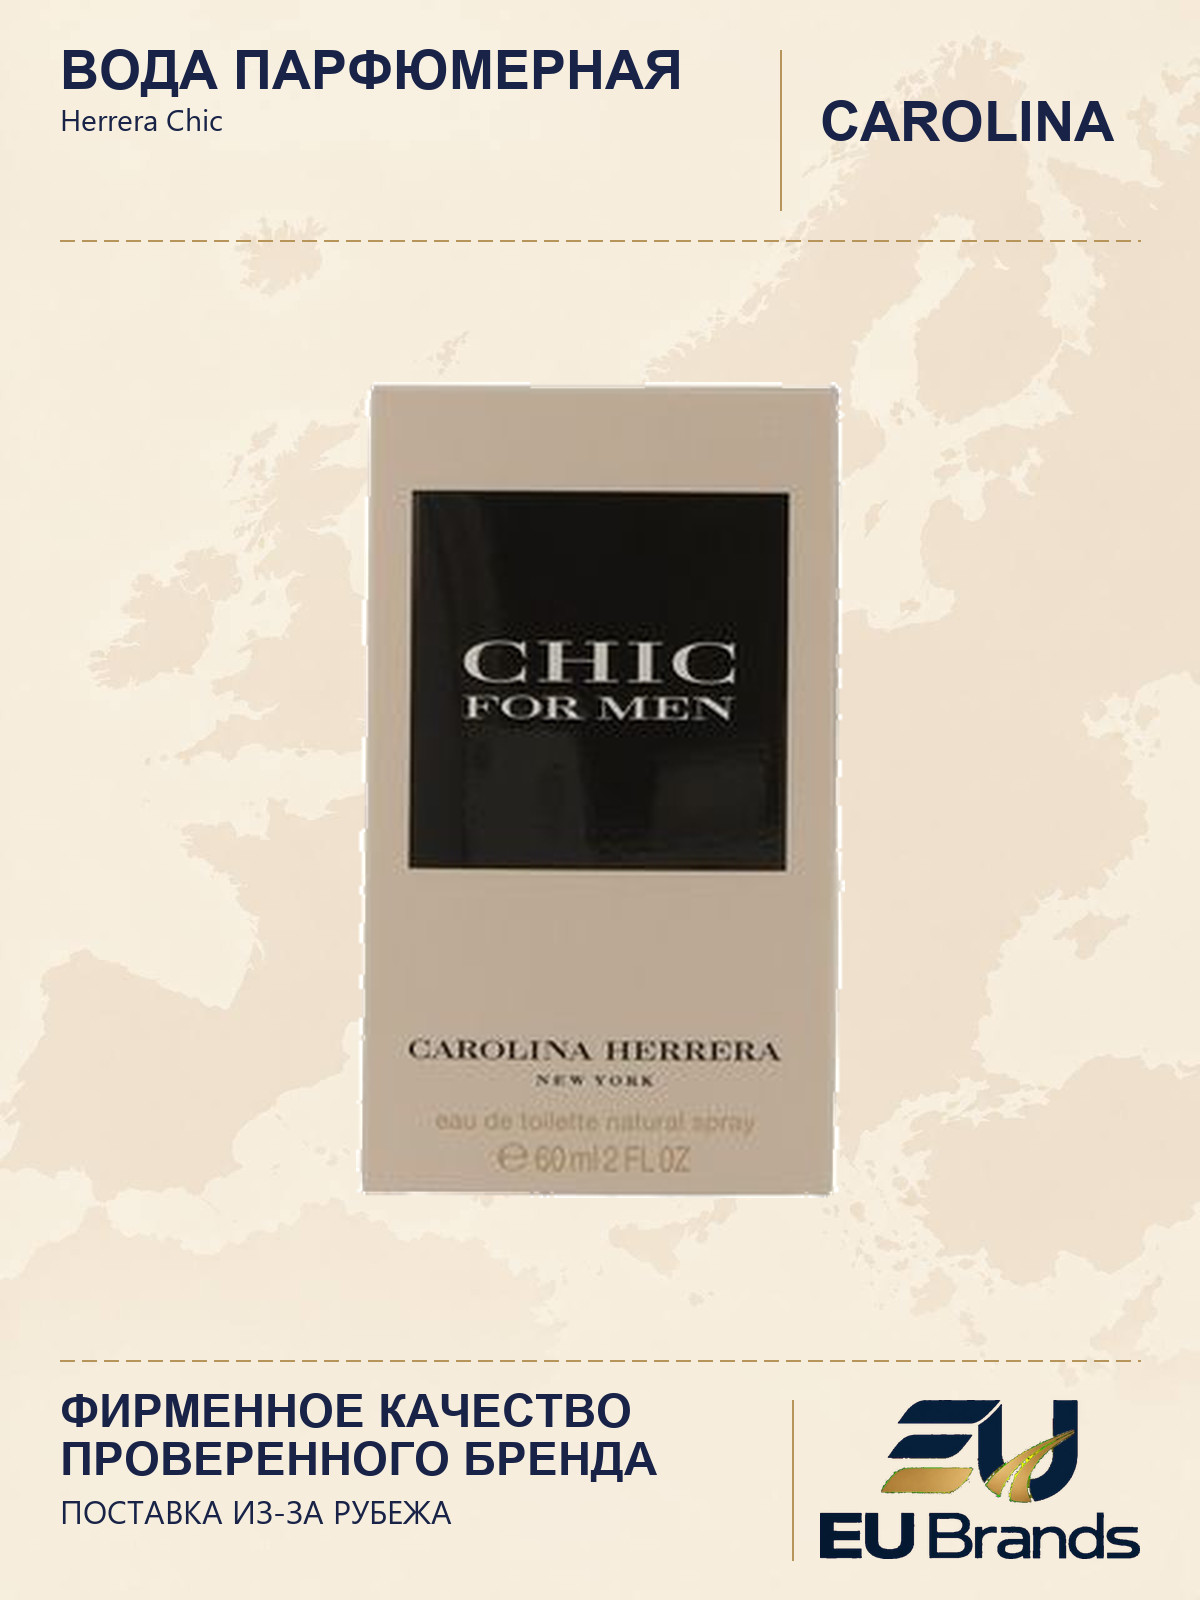 ВОДА ПАРФЮМЕРНАЯ
Herrera Chic
CAROLINA
CHIC
FOR MEN
CAROLINA HERRERA
NEW YORK
eau de toilette natural spray
℮ 60 ml 2 FL OZ
ФИРМЕННОЕ КАЧЕСТВО
ПРОВЕРЕННОГО БРЕНДА
ПОСТАВКА ИЗ-ЗА РУБЕЖА
EU
EU Brands